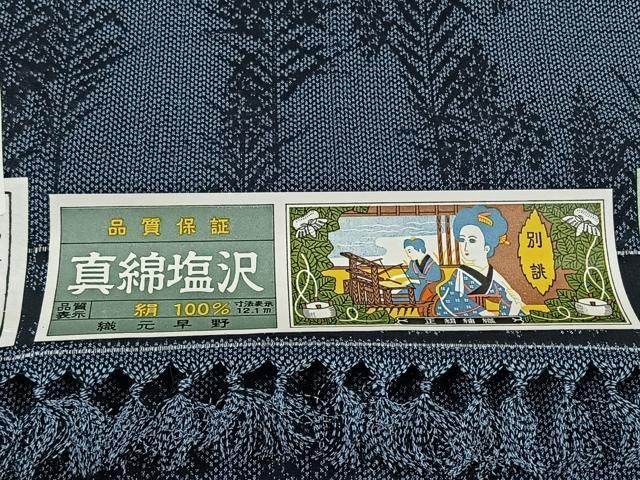 品質保証
真綿塩沢
品質表示
絹 100%
寸法表示 12.1m
織元早野
別誂